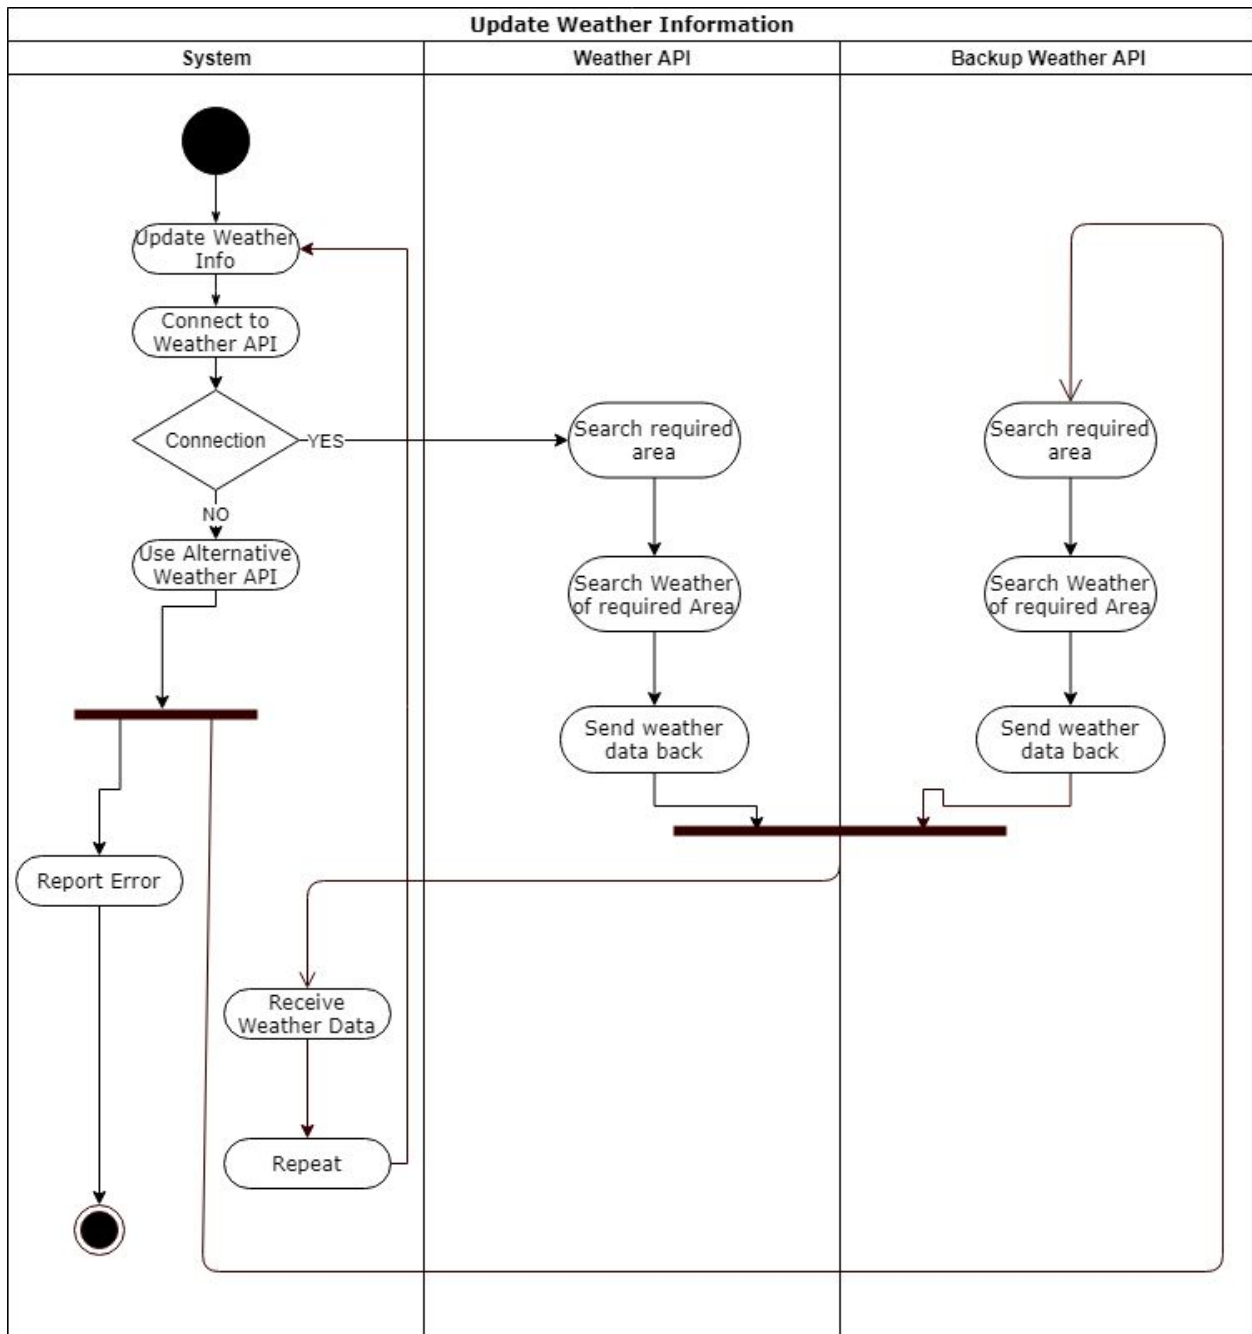 Update Weather Information
System
Weather API
Backup Weather API
Update Weather
Info
Connect to
Weather API
Connection
YES
NO
Use Alternative
Weather API
Report Error
Receive
Weather Data
Repeat
Search required
area
Search Weather
of required Area
Send weather
data back
Search required
area
Search Weather
of required Area
Send weather
data back